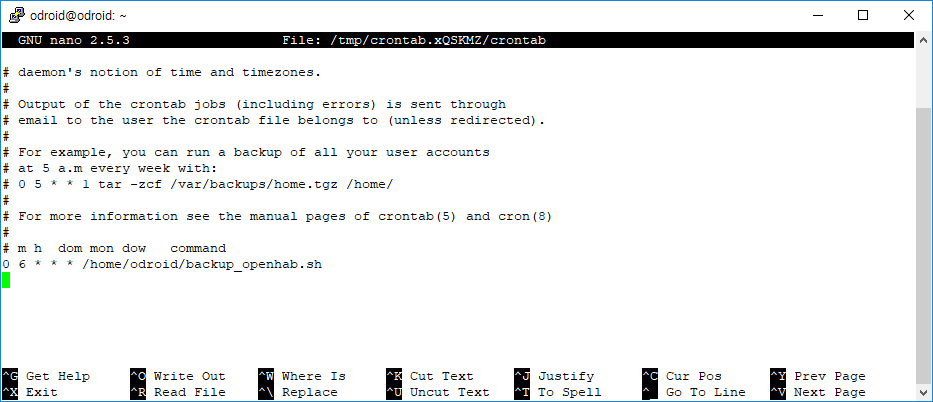 odroid@odroid: ~
GNU nano 2.5.3 File: /tmp/crontab.xQSKMZ/crontab
# daemon's notion of time and timezones.
#
# Output of the crontab jobs (including errors) is sent through
# email to the user the crontab file belongs to (unless redirected).
#
# For example, you can run a backup of all your user accounts
# at 5 a.m every week with:
# 0 5 * * 1 tar -zcf /var/backups/home.tgz /home/
#
# For more information see the manual pages of crontab(5) and cron(8)
#
# m h  dom mon dow   command
0 6 * * * /home/odroid/backup_openhab.sh
^G Get Help ^O Write Out ^W Where Is ^K Cut Text ^J Justify ^C Cur Pos ^Y Prev Page
^X Exit ^R Read File ^\ Replace ^U Uncut Text ^T To Spell ^_ Go To Line ^V Next Page